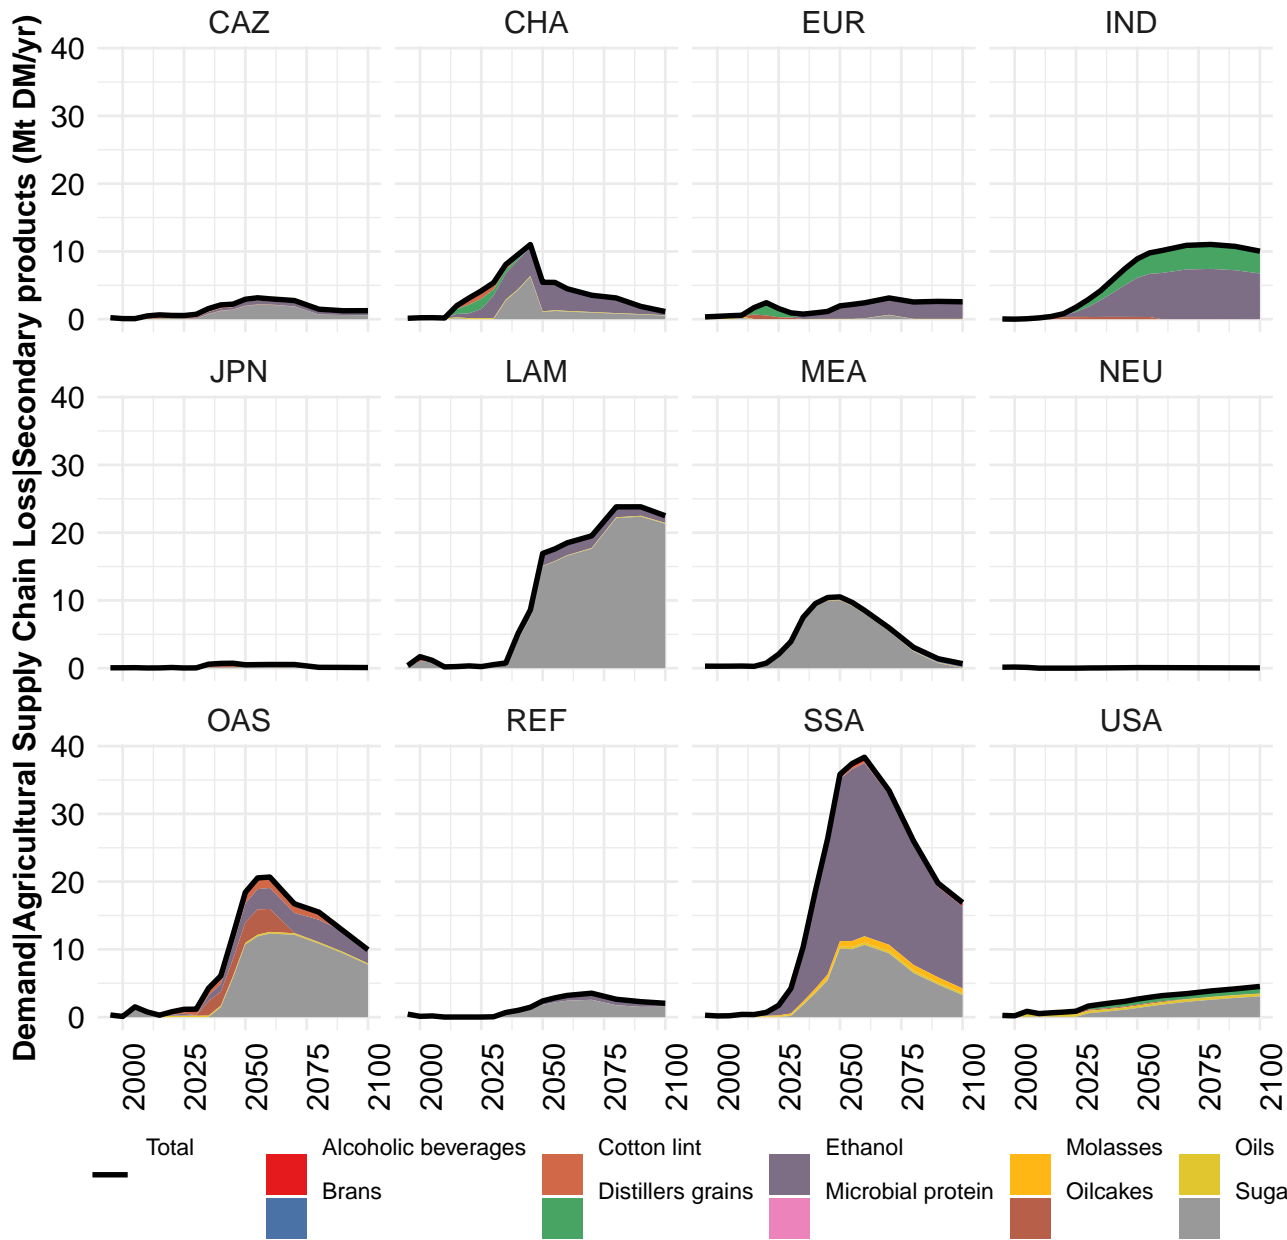 Demand|Agricultural Supply Chain Loss|Secondary products (Mt DM/yr)
CAZ CHA EUR IND
40
30
20
10
0
JPN LAM MEA NEU
40
30
20
10
0
OAS REF SSA USA
40
30
20
10
0
2000 2025 2050 2075 2100 2000 2025 2050 2075 2100 2000 2025 2050 2075 2100 2000 2025 2050 2075 2100
Total Alcoholic beverages Cotton lint Ethanol Molasses Oils
Brans Distillers grains Microbial protein Oilcakes Suga